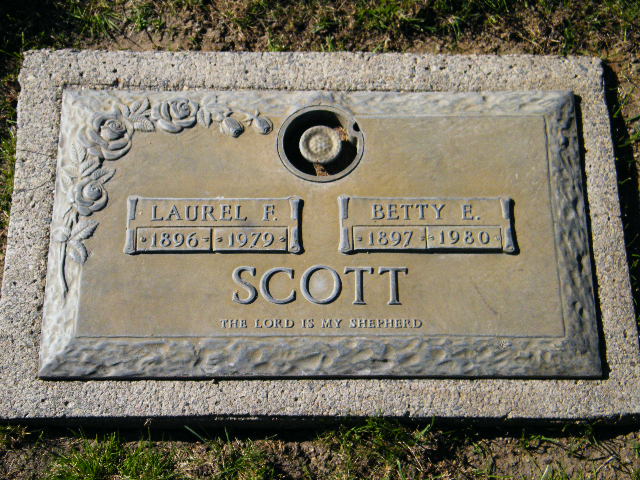 LAUREL F. BETTY E.
1896 - 1979 1897 - 1980
SCOTT
THE LORD IS MY SHEPHERD